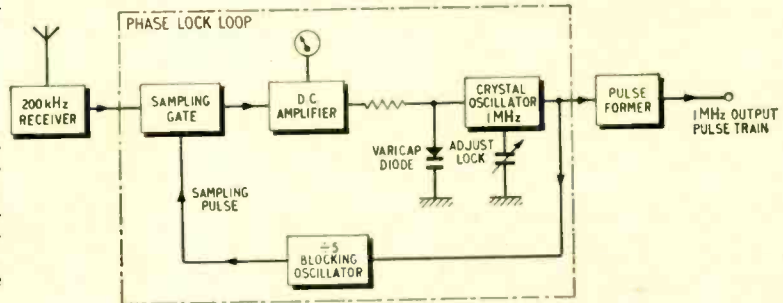 PHASE LOCK LOOP
200kHz
RECEIVER
SAMPLING
GATE
D.C.
AMPLIFIER
CRYSTAL
OSCILLATOR
1MHz
PULSE
FORMER
1MHz OUTPUT
PULSE TRAIN
VARICAP
DIODE
ADJUST
LOCK
SAMPLING
PULSE
÷5
BLOCKING
OSCILLATOR